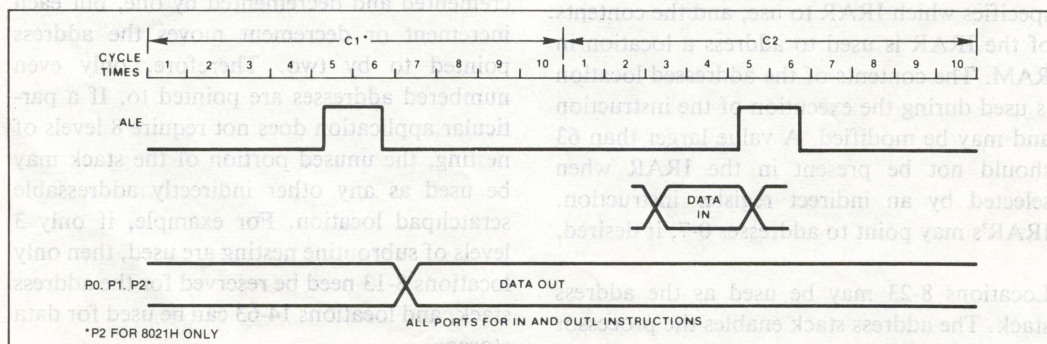 cremented and decremented by one, but each
specifies which IRAR to use, and the contents.
increment or decrement moves the address
of the IRAR is used to address a location in
pointed to by two. Therefore only even
RAM. The contents of the addressed location
numbered addresses are pointed to. If a par-
is used during the execution of the instruction
ticular application does not require 8 levels of
and may be modified. A value larger than 63
nesting, the unused portion of the stack may
should not be present in the IRAR when
be used as any other indirectly addressable
selected by an indirect register instruction.
scratchpad location. For example, if only 3
IRAR's may point to addresses 0-7, if desired.
levels of subroutine nesting are used, then only
locations 8-13 need be reserved for the address
Locations 8-23 may be used as the address
stack, and locations 14-63 can be used for data
stack. The address stack enables the processor
storage.
C1* C2
CYCLE TIMES 2 4 5 7 9 10 1 2 3 5 10
ALE
DATA IN
P0, P1, P2* DATA OUT
ALL PORTS FOR IN AND OUTL INSTRUCTIONS
*P2 FOR 8021H ONLY